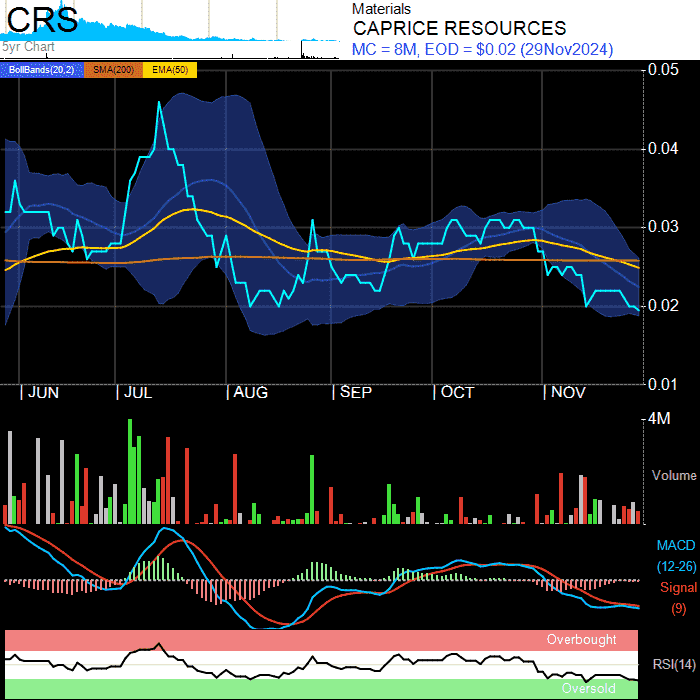 CRS
5yr Chart
Materials
CAPRICE RESOURCES
MC = 8M, EOD = $0.02 (29Nov2024)
BollBands(20,2) SMA(200) EMA(50)
0.05
0.04
0.03
0.02
0.01
JUN JUL AUG SEP OCT NOV
4M
Volume
MACD
(12-26)
Signal
(9)
Overbought
RSI(14)
Oversold